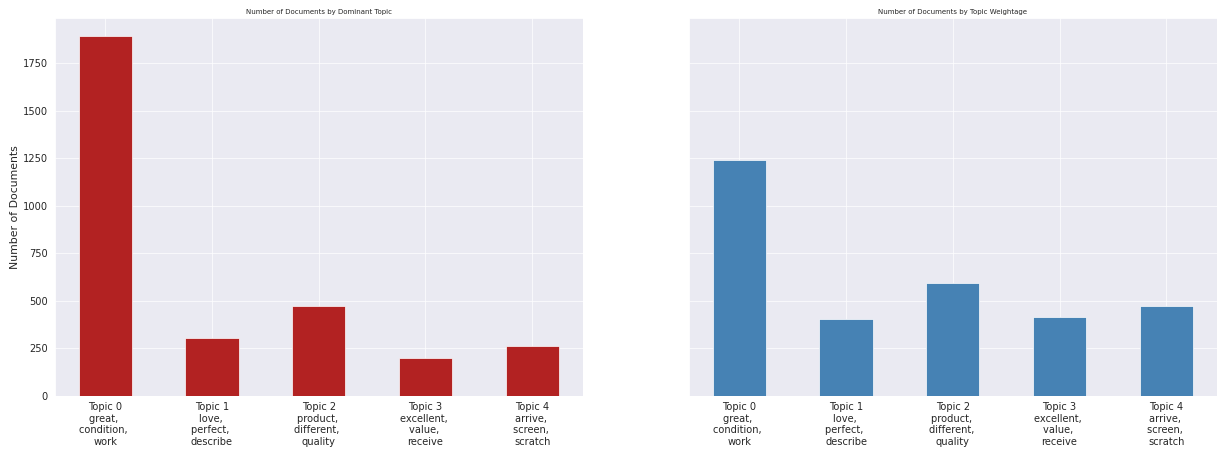 Number of Documents by Dominant Topic
Number of Documents
1750
1500
1250
1000
750
500
250
0
Topic 0
great,
condition,
work
Topic 1
love,
perfect,
describe
Topic 2
product,
different,
quality
Topic 3
excellent,
value,
receive
Topic 4
arrive,
screen,
scratch
Number of Documents by Topic Weightage
Topic 0
great,
condition,
work
Topic 1
love,
perfect,
describe
Topic 2
product,
different,
quality
Topic 3
excellent,
value,
receive
Topic 4
arrive,
screen,
scratch